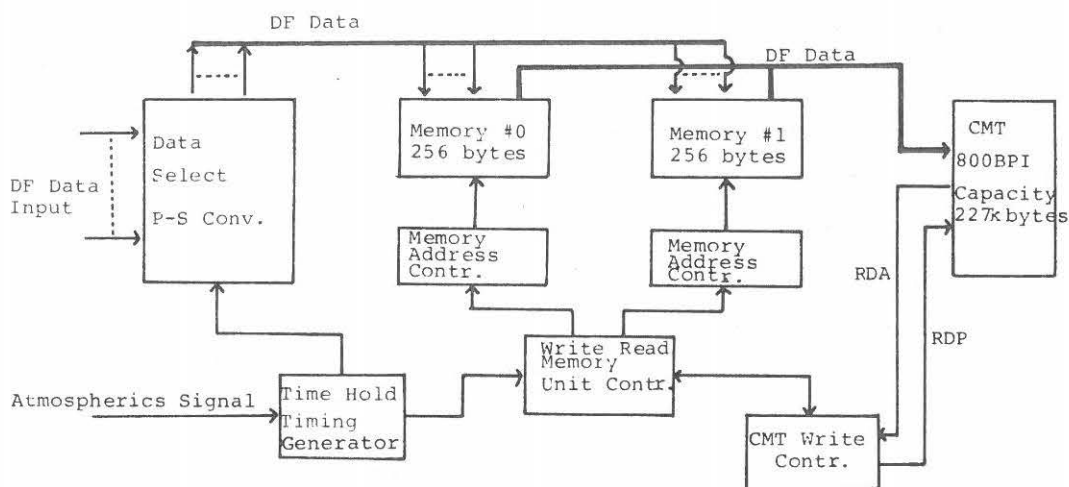 DF Data
DF Data
Memory #0
256 bytes
Memory #1
256 bytes
CMT
800BPI
Capacity
227kbytes
Data
Select
P-S Conv.
DF Data
Input
Memory
Address
Contr.
Memory
Address
Contr.
RDA
RDP
Write Read
Memory
Unit Contr.
Atmospherics Signal
Time Hold
Timing
Generator
CMT Write
Contr.